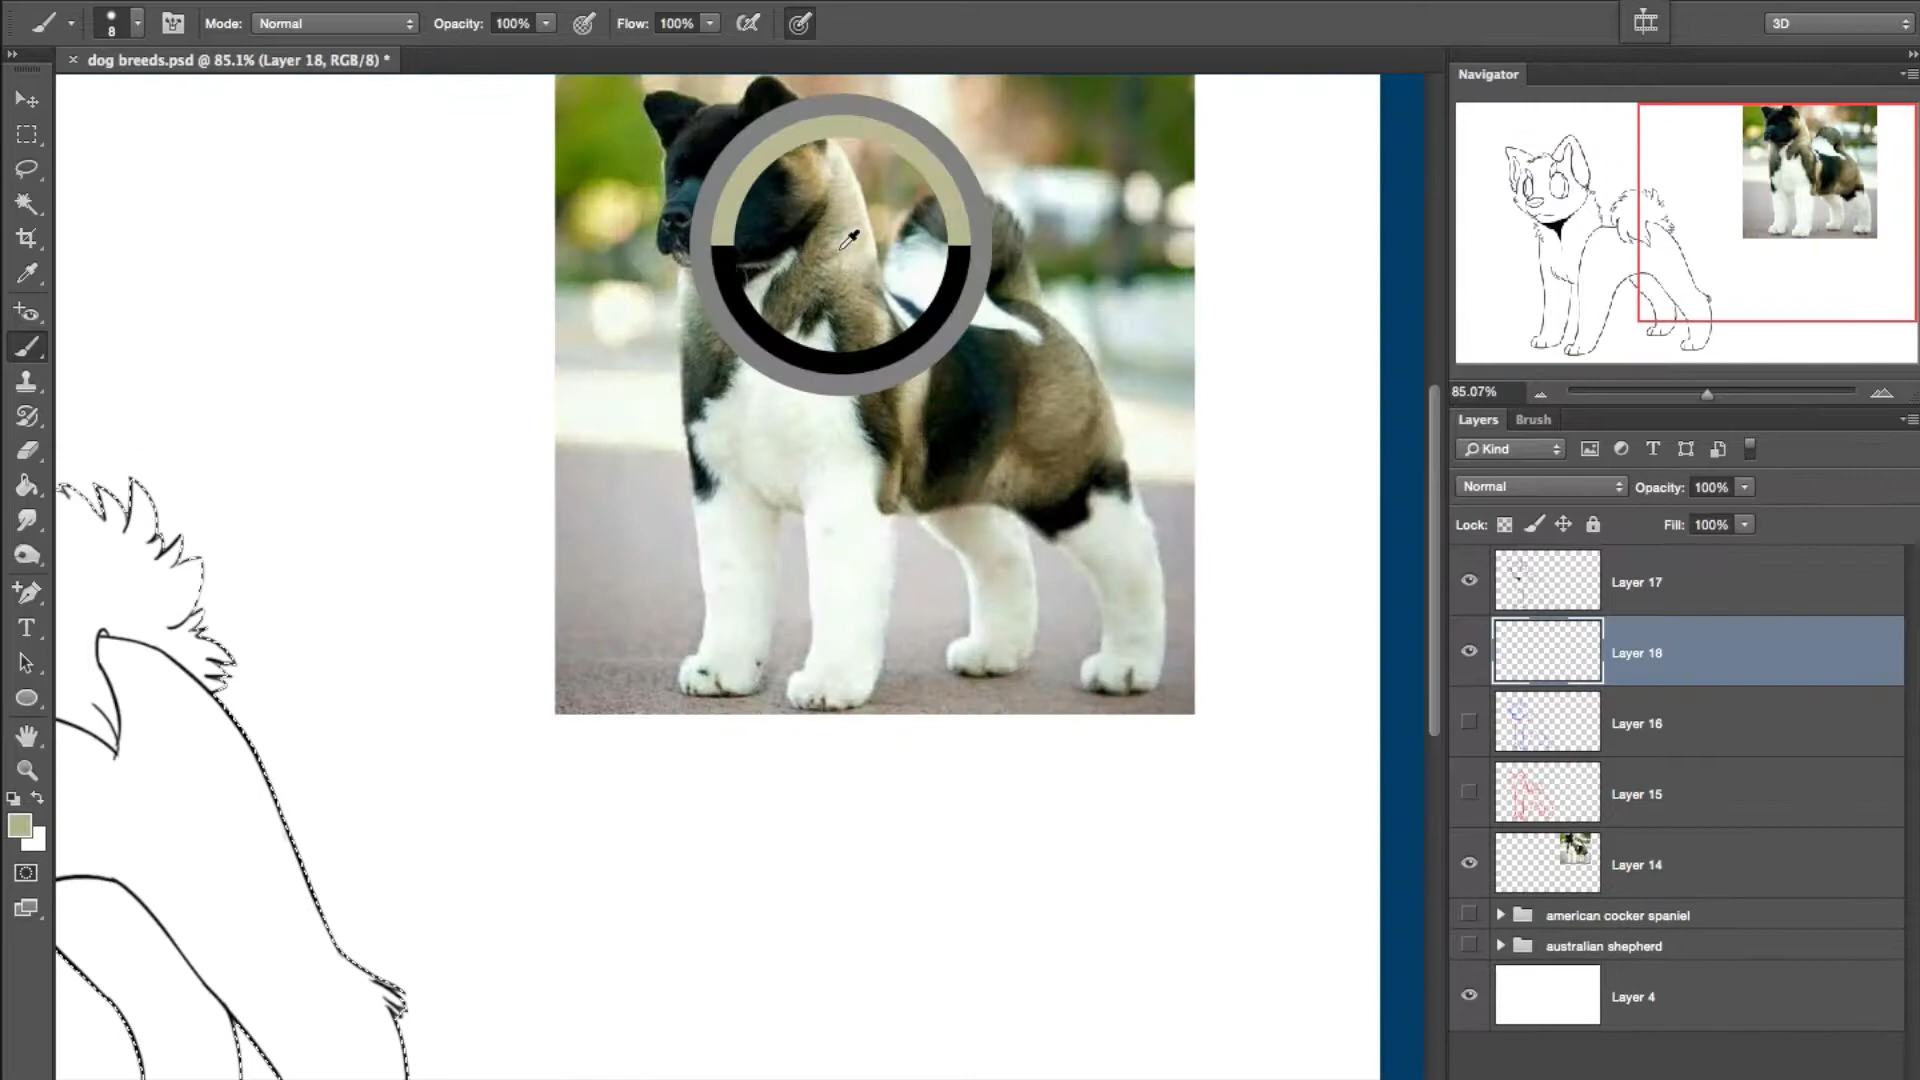 8 Mode: Normal Opacity: 100% Flow: 100% 3D
× dog breeds.psd @ 85.1% (Layer 18, RGB/8) *
Navigator
85.07%
Layers Brush
Kind T
Normal Opacity: 100%
Lock: Fill: 100%
Layer 17
Layer 18
Layer 16
Layer 15
Layer 14
american cocker spaniel
australian shepherd
Layer 4
T